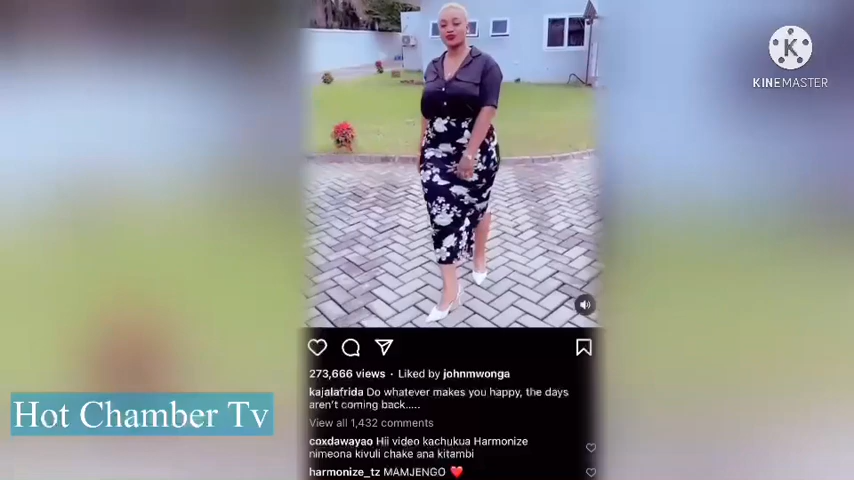 KINEMASTER
273,666 views · Liked by johnmwonga
kajalafrida Do whatever makes you happy, the days
aren't coming back.....
View all 1,432 comments
coxdawayao Hii video kachukua Harmonize
nimeona kivuli chake ana kitambi
harmonize_tz MAMJENGO ❤️
Hot Chamber Tv